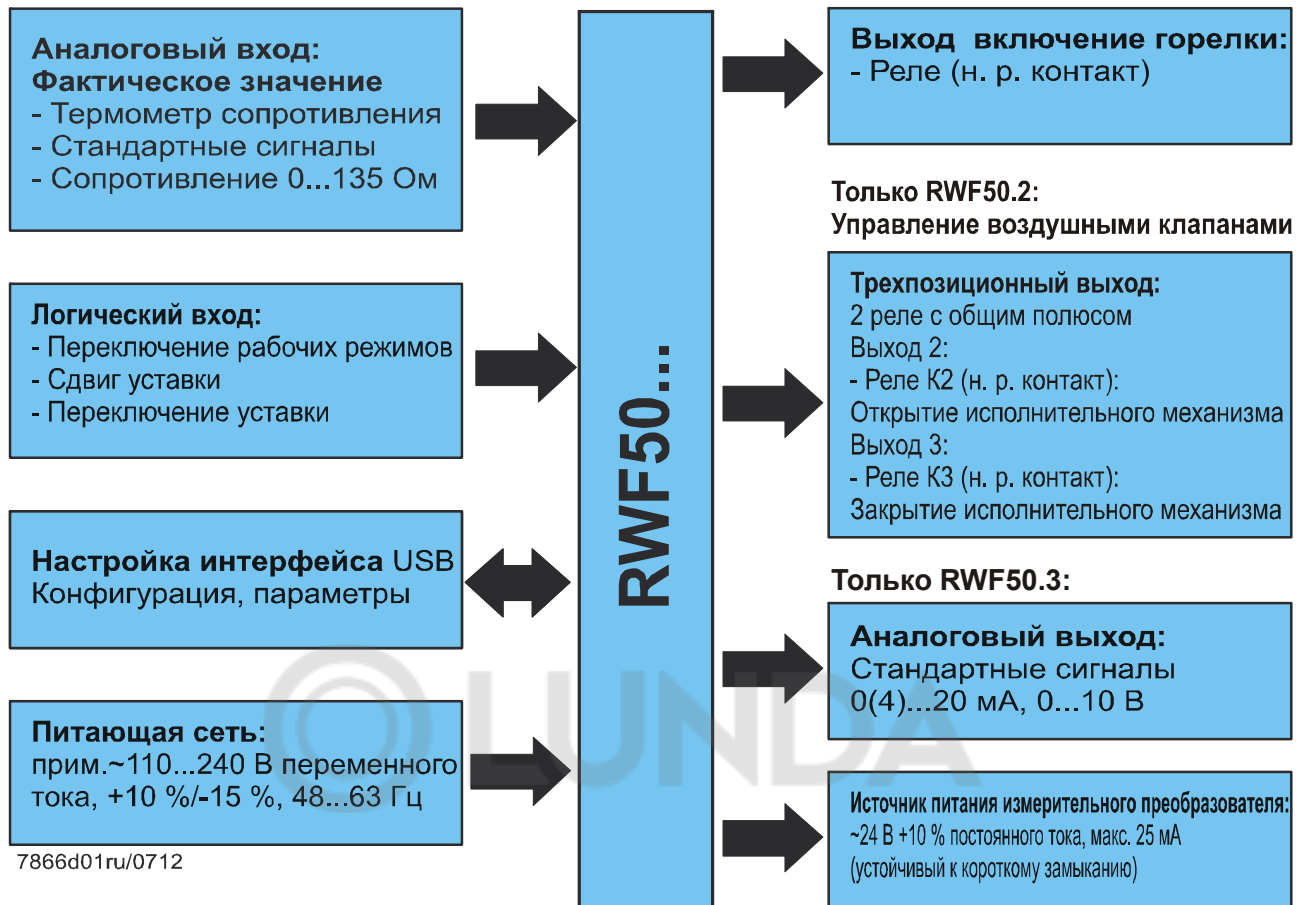 Аналоговый вход:
Фактическое значение
- Термометр сопротивления
- Стандартные сигналы
- Сопротивление 0...135 Ом
Логический вход:
- Переключение рабочих режимов
- Сдвиг уставки
- Переключение уставки
Настройка интерфейса USB
Конфигурация, параметры
Питающая сеть:
прим.~110...240 В переменного
тока, +10 %/-15 %, 48...63 Гц
7866d01ru/0712
RWF50...
Выход включение горелки:
- Реле (н. р. контакт)
Только RWF50.2:
Управление воздушными клапанами
Трехпозиционный выход:
2 реле с общим полюсом
Выход 2:
- Реле К2 (н. р. контакт):
Открытие исполнительного механизма
Выход 3:
- Реле К3 (н. р. контакт):
Закрытие исполнительного механизма
Только RWF50.3:
Аналоговый выход:
Стандартные сигналы
0(4)...20 мА, 0...10 В
Источник питания измерительного преобразователя:
~24 В +10 % постоянного тока, макс. 25 мА
(устойчивый к короткому замыканию)
LUNDA